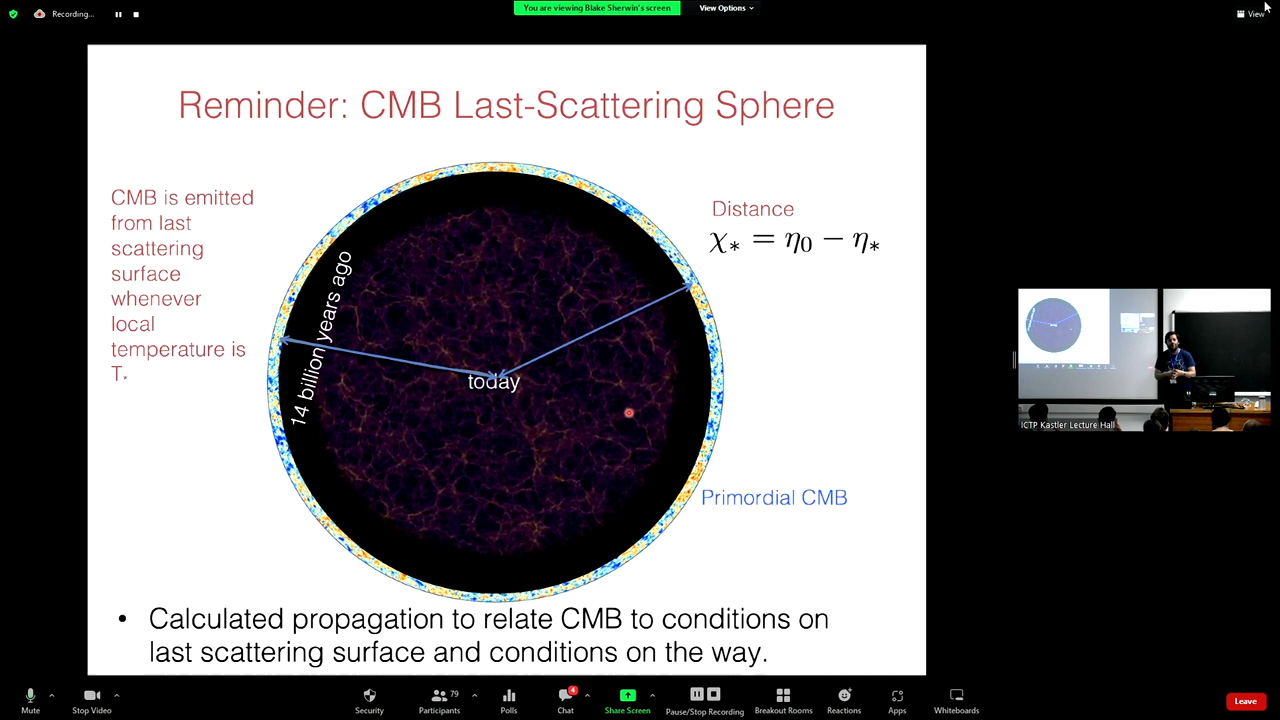 Recording...
You are viewing Blake Sherwin's screen
View Options
View
Reminder: CMB Last-Scattering Sphere
CMB is emitted
from last
scattering
surface
whenever
local
temperature is
T*
14 billion years ago
today
Distance
χ* = η0 − η*
Primordial CMB
• Calculated propagation to relate CMB to conditions on
last scattering surface and conditions on the way.
ICTP Kastler Lecture Hall
Mute
Stop Video
Security
Participants 79
Polls
Chat 4
Share Screen
Pause/Stop Recording
Breakout Rooms
Reactions
Apps
Whiteboards
Leave